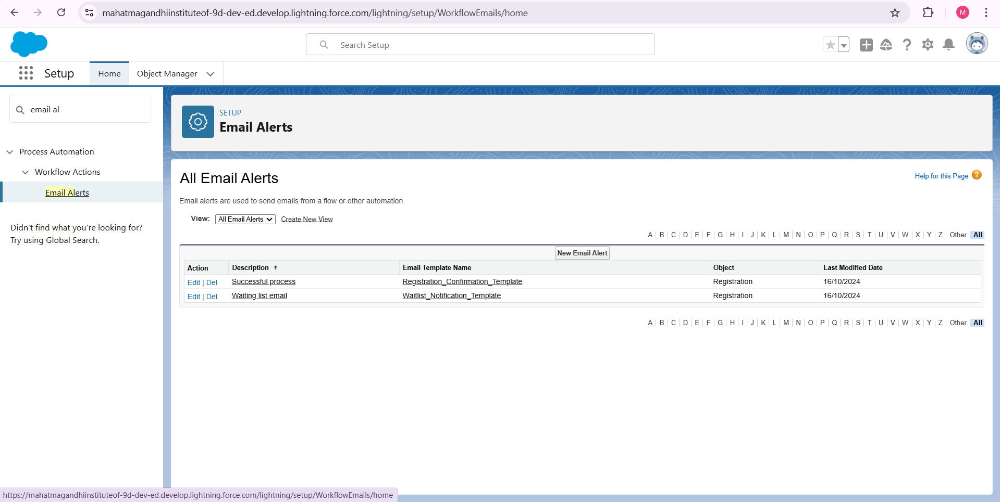 mahatmagandhiinstituteof-9d-dev-ed.develop.lightning.force.com/lightning/setup/WorkflowEmails/home
M
Search Setup
Setup
Home
Object Manager
email al
Process Automation
Workflow Actions
Email Alerts
Didn't find what you're looking for?
Try using Global Search.
SETUP
Email Alerts
All Email Alerts
Help for this Page ?
Email alerts are used to send emails from a flow or other automation.
View: All Email Alerts Create New View
A | B | C | D | E | F | G | H | I | J | K | L | M | N | O | P | Q | R | S | T | U | V | W | X | Y | Z | Other | All
New Email Alert
Action Description ↑ Email Template Name Object Last Modified Date
Edit | Del Successful process Registration_Confirmation_Template Registration 16/10/2024
Edit | Del Waiting list email Waitlist_Notification_Template Registration 16/10/2024
A | B | C | D | E | F | G | H | I | J | K | L | M | N | O | P | Q | R | S | T | U | V | W | X | Y | Z | Other | All
https://mahatmagandhiinstituteof-9d-dev-ed.develop.lightning.force.com/lightning/setup/WorkflowEmails/home